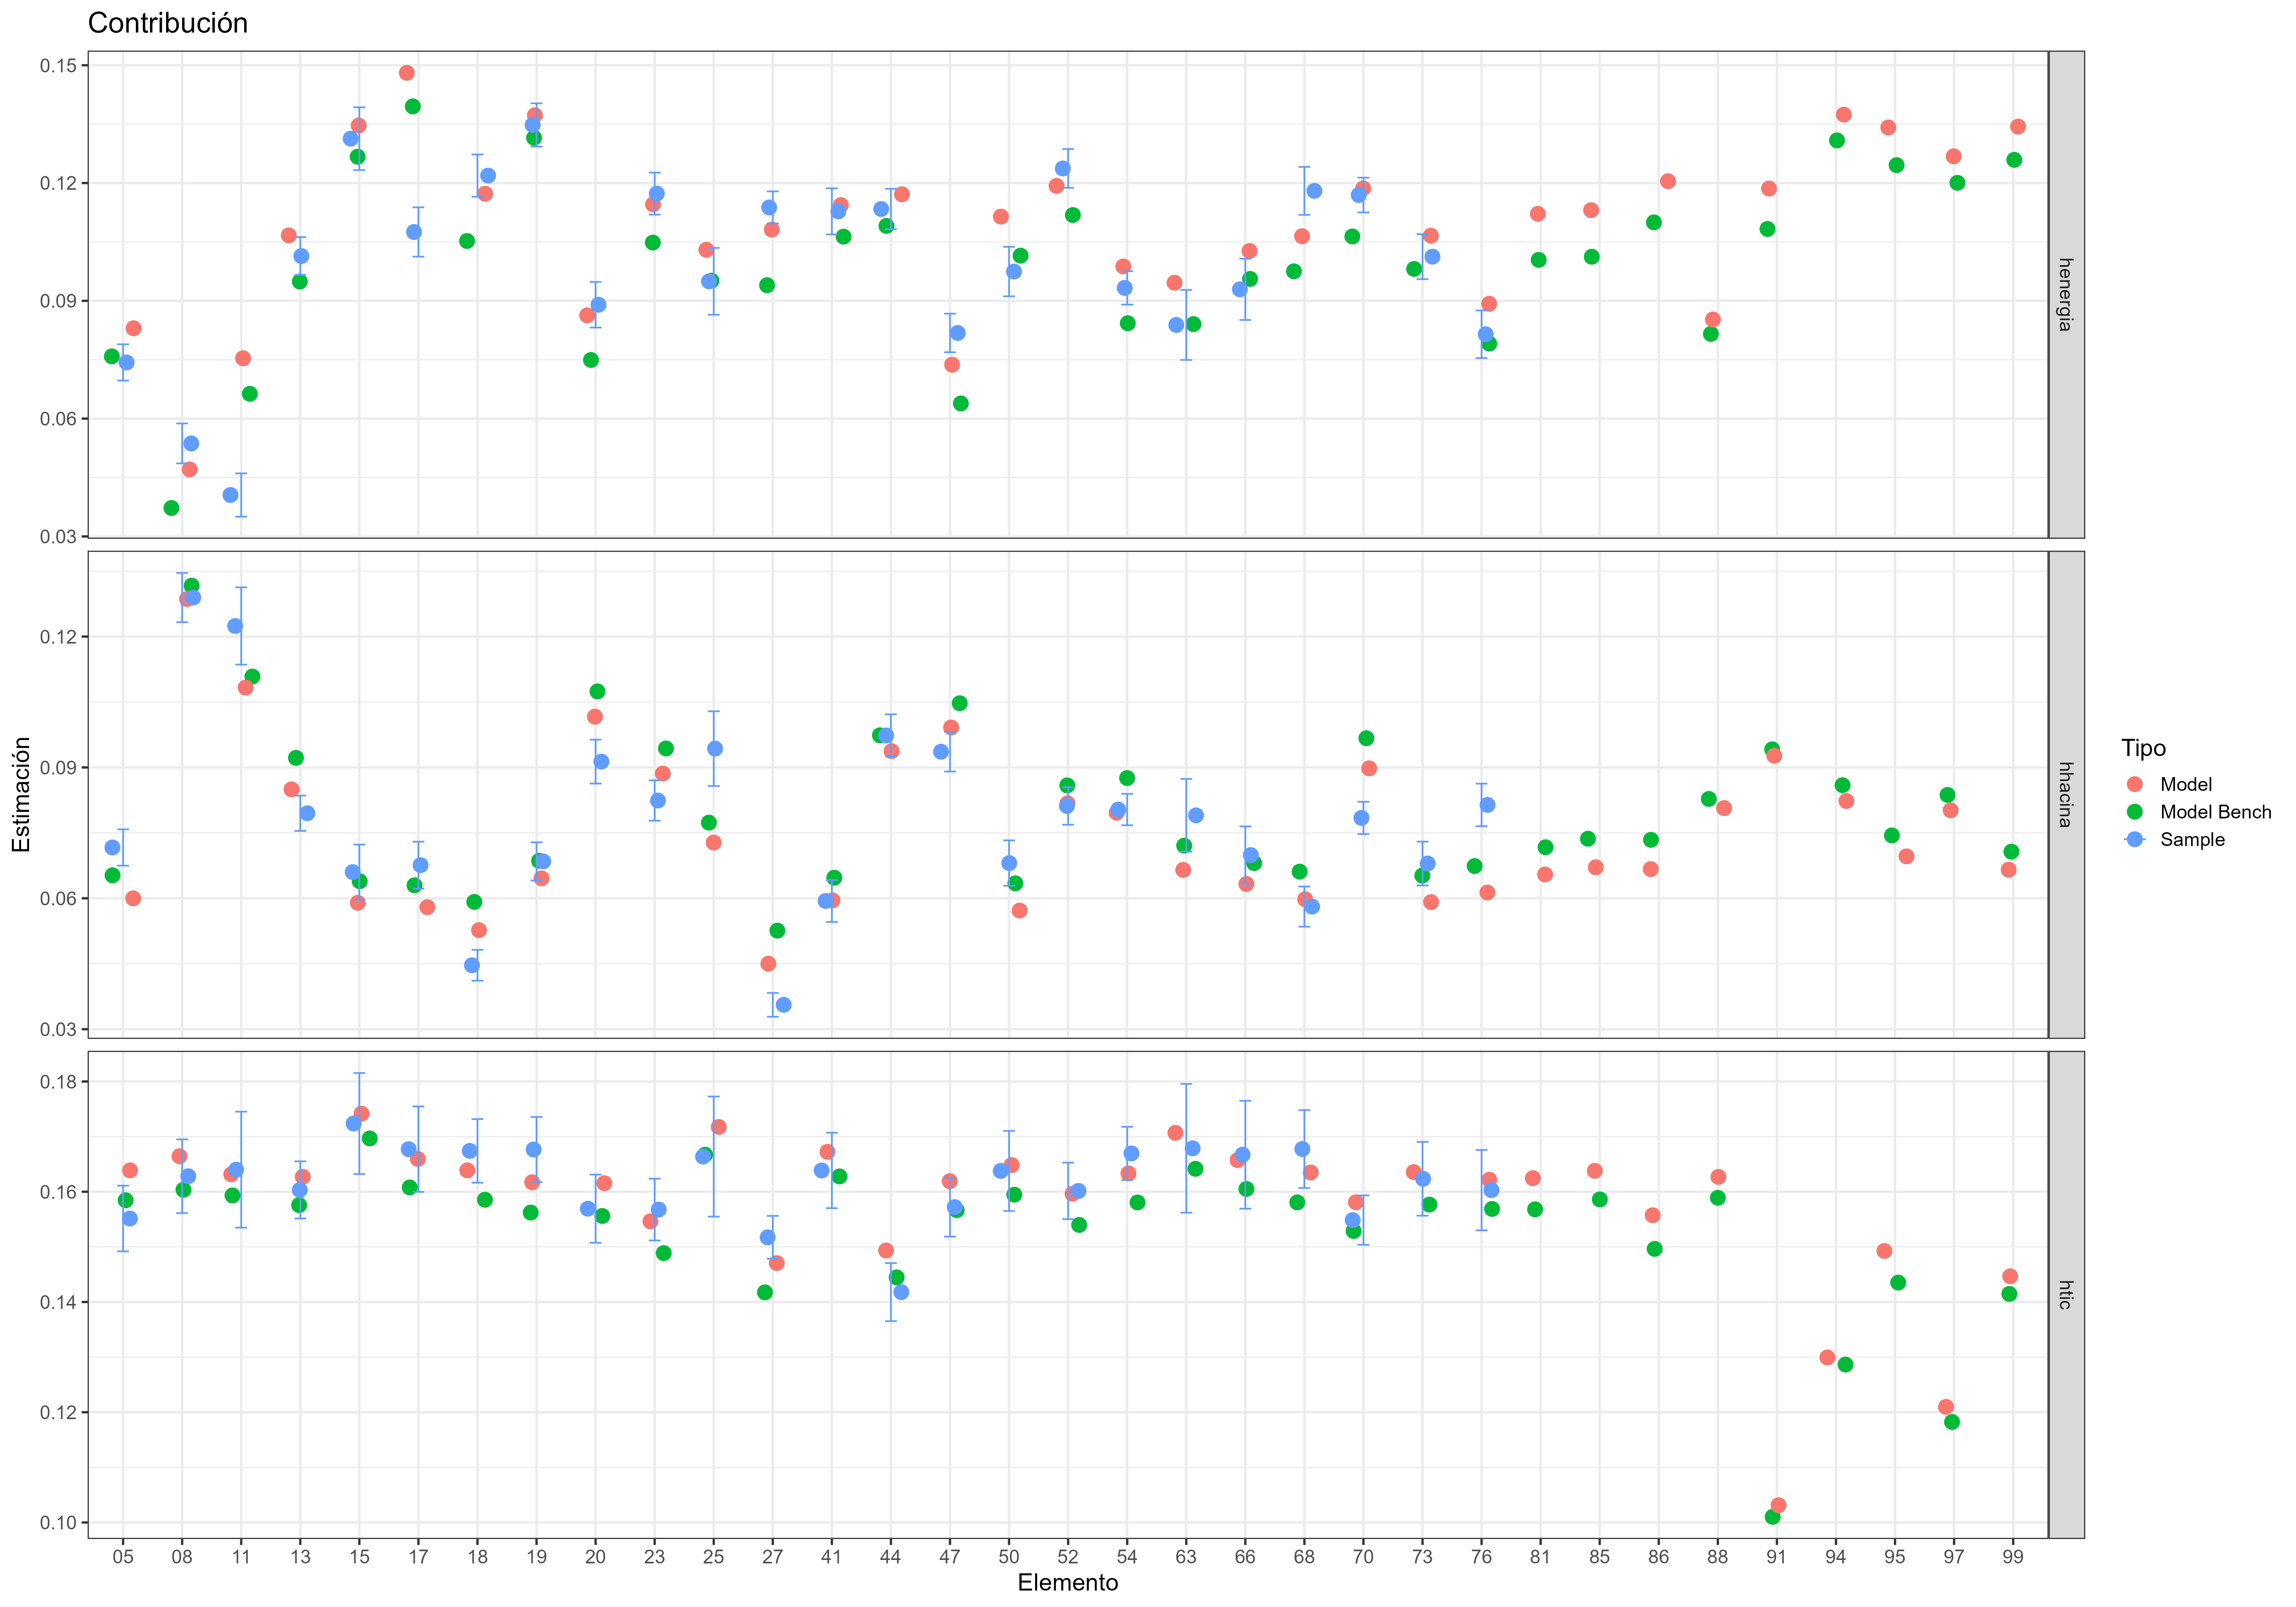 Contribución
0.15
0.12
0.09
0.06
0.03
henergia
0.12
0.09
0.06
0.03
hhacina
0.18
0.16
0.14
0.12
0.10
htic
Estimación
05 08 11 13 15 17 18 19 20 23 25 27 41 44 47 50 52 54 63 66 68 70 73 76 81 85 86 88 91 94 95 97 99
Elemento
Tipo
Model
Model Bench
Sample